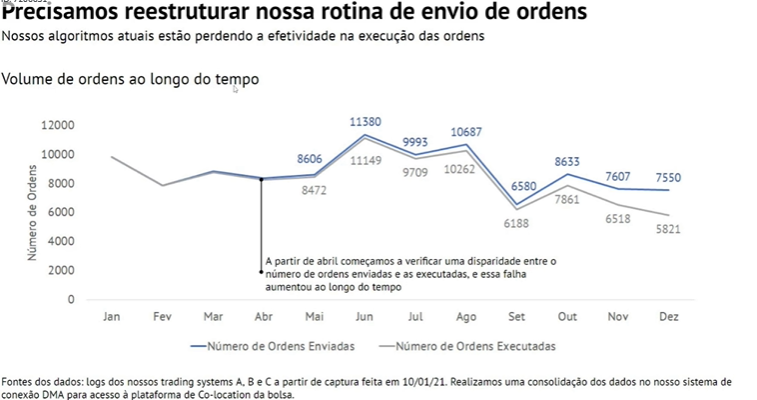 Precisamos reestruturar nossa rotina de envio de ordens
Nossos algoritmos atuais estão perdendo a efetividade na execução das ordens
Volume de ordens ao longo do tempo
Número de Ordens
12000
10000
8000
6000
4000
2000
0
8606
11380
9993
10687
6580
8633
7607
7550
8472
11149
9709
10262
6188
7861
6518
5821
A partir de abril começamos a verificar uma disparidade entre o
número de ordens enviadas e as executadas, e essa falha
aumentou ao longo do tempo
Jan Fev Mar Abr Mai Jun Jul Ago Set Out Nov Dez
Número de Ordens Enviadas Número de Ordens Executadas
Fontes dos dados: logs dos nossos trading systems A, B e C a partir de captura feita em 10/01/21. Realizamos uma consolidação dos dados no nosso sistema de
conexão DMA para acesso à plataforma de Co-location da bolsa.